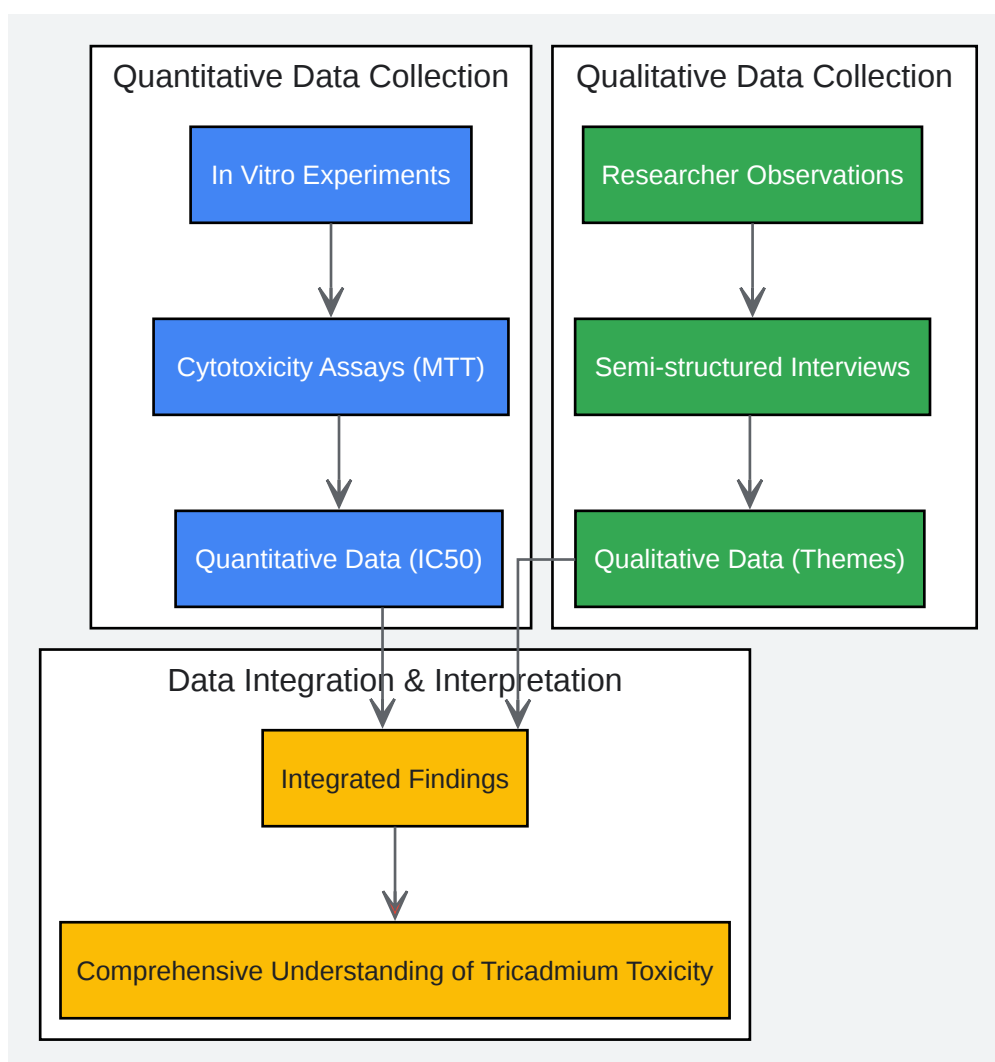 Quantitative Data Collection
In Vitro Experiments
Cytotoxicity Assays (MTT)
Quantitative Data (IC50)
Qualitative Data Collection
Researcher Observations
Semi-structured Interviews
Qualitative Data (Themes)
Data Integration & Interpretation
Integrated Findings
Comprehensive Understanding of Tricadmium Toxicity